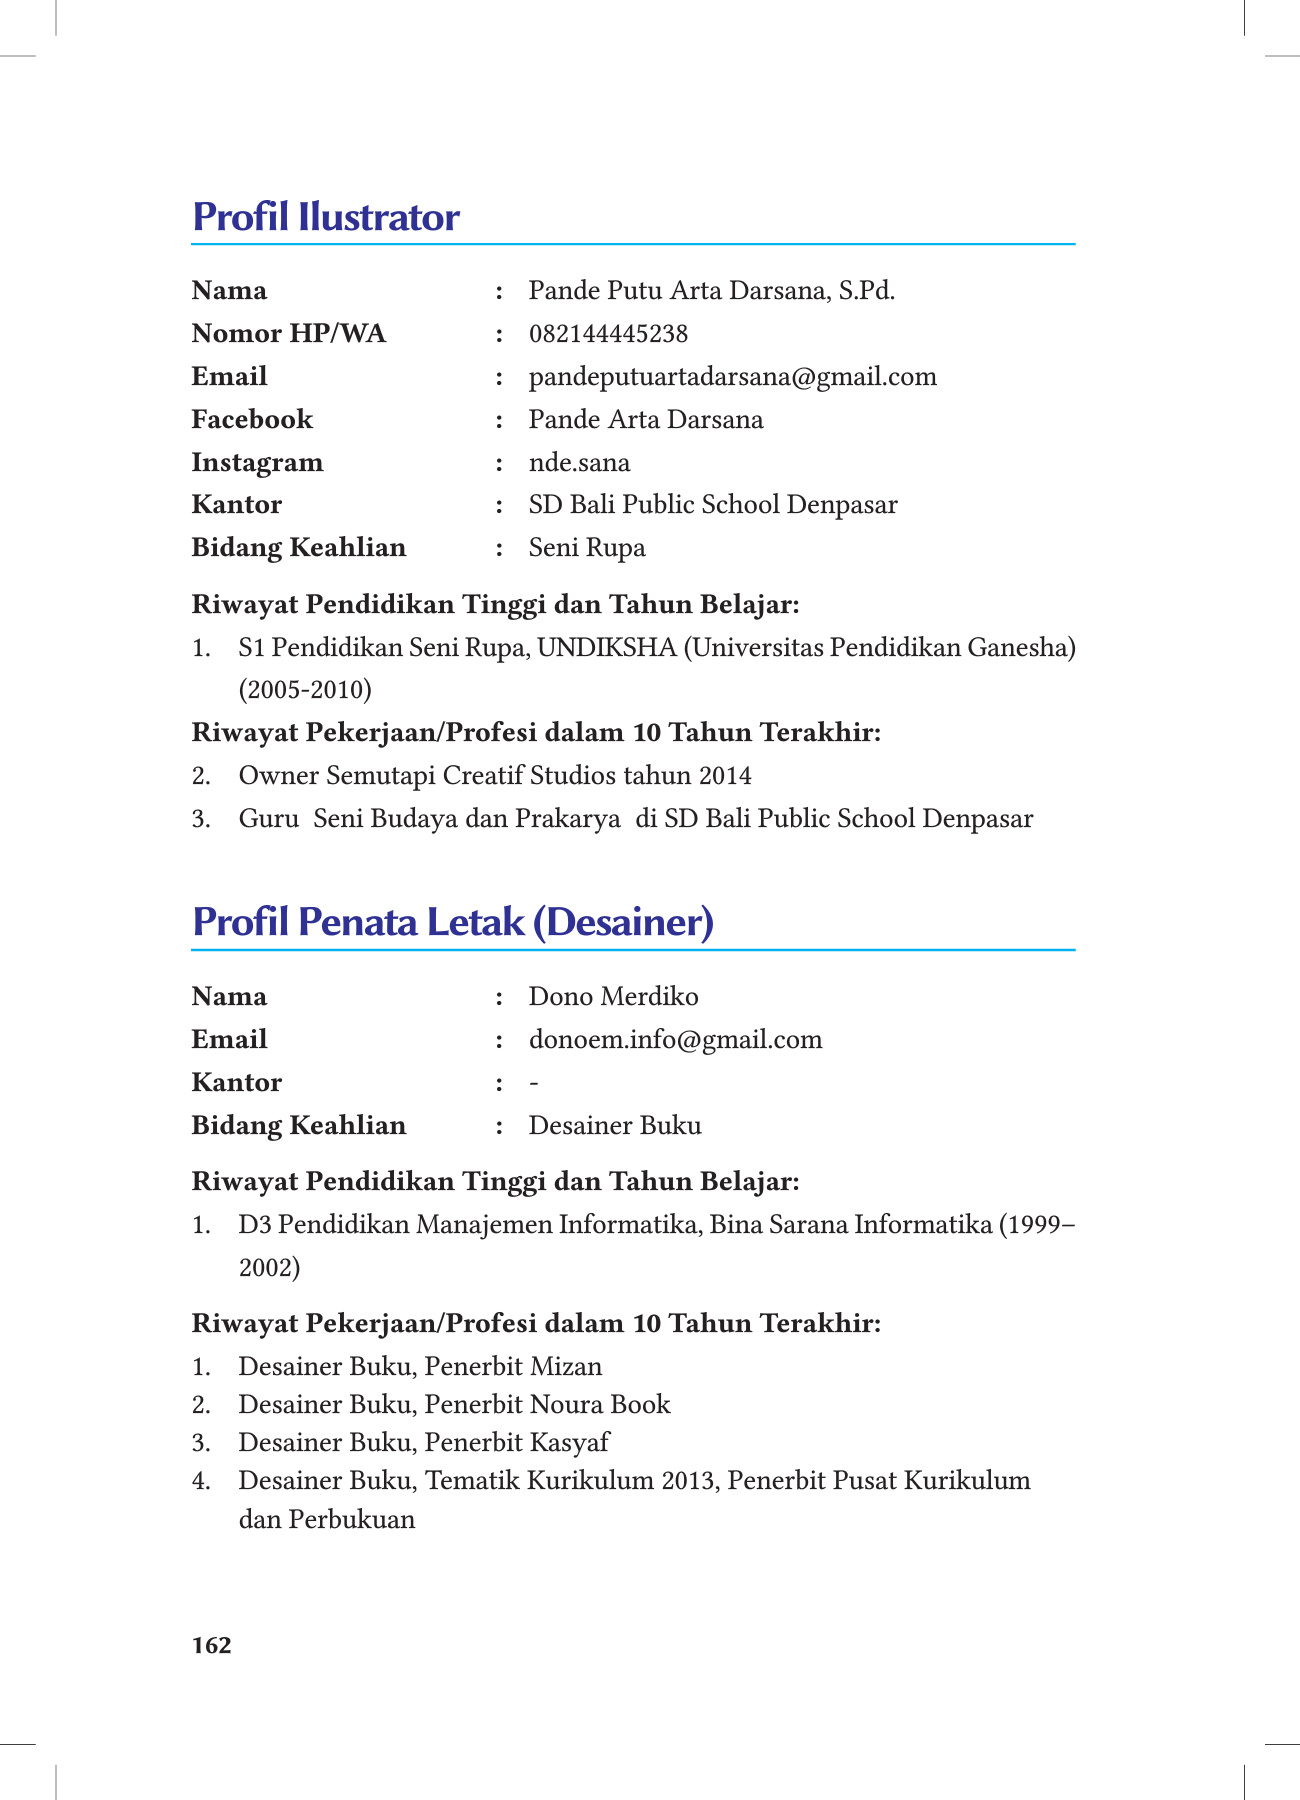 Profil Ilustrator
Nama : Pande Putu Arta Darsana, S.Pd.
Nomor HP/WA : 082144445238
Email : pandeputuartadarsana@gmail.com
Facebook : Pande Arta Darsana
Instagram : nde.sana
Kantor : SD Bali Public School Denpasar
Bidang Keahlian : Seni Rupa
Riwayat Pendidikan Tinggi dan Tahun Belajar:
1. S1 Pendidikan Seni Rupa, UNDIKSHA (Universitas Pendidikan Ganesha)
(2005-2010)
Riwayat Pekerjaan/Profesi dalam 10 Tahun Terakhir:
2. Owner Semutapi Creatif Studios tahun 2014
3. Guru Seni Budaya dan Prakarya di SD Bali Public School Denpasar
Profil Penata Letak (Desainer)
Nama : Dono Merdiko
Email : donoem.info@gmail.com
Kantor : -
Bidang Keahlian : Desainer Buku
Riwayat Pendidikan Tinggi dan Tahun Belajar:
1. D3 Pendidikan Manajemen Informatika, Bina Sarana Informatika (1999–
2002)
Riwayat Pekerjaan/Profesi dalam 10 Tahun Terakhir:
1. Desainer Buku, Penerbit Mizan
2. Desainer Buku, Penerbit Noura Book
3. Desainer Buku, Penerbit Kasyaf
4. Desainer Buku, Tematik Kurikulum 2013, Penerbit Pusat Kurikulum
dan Perbukuan
162